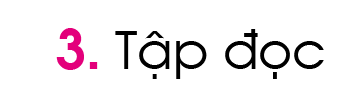 3. Tập đọc